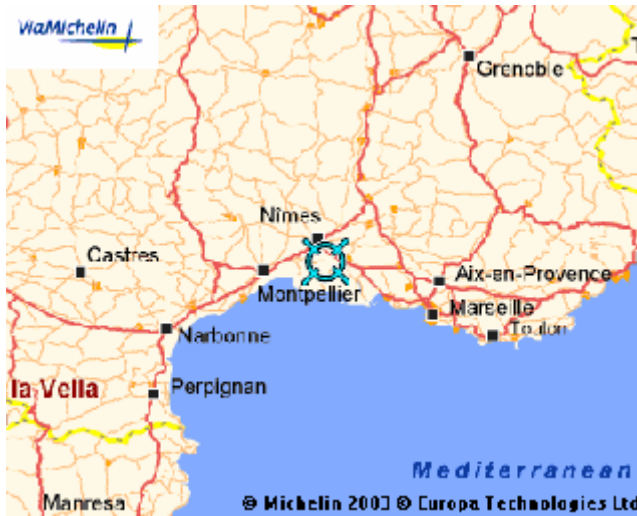 ViaMichelin
Grenoble
Nîmes
Castres
Aix-en-Provence
Montpellier
Marseille
Narbonne
Toulon
la Vella
Perpignan
Mediterranean
Manresa
© Michelin 2003 © Europa Technologies Ltd